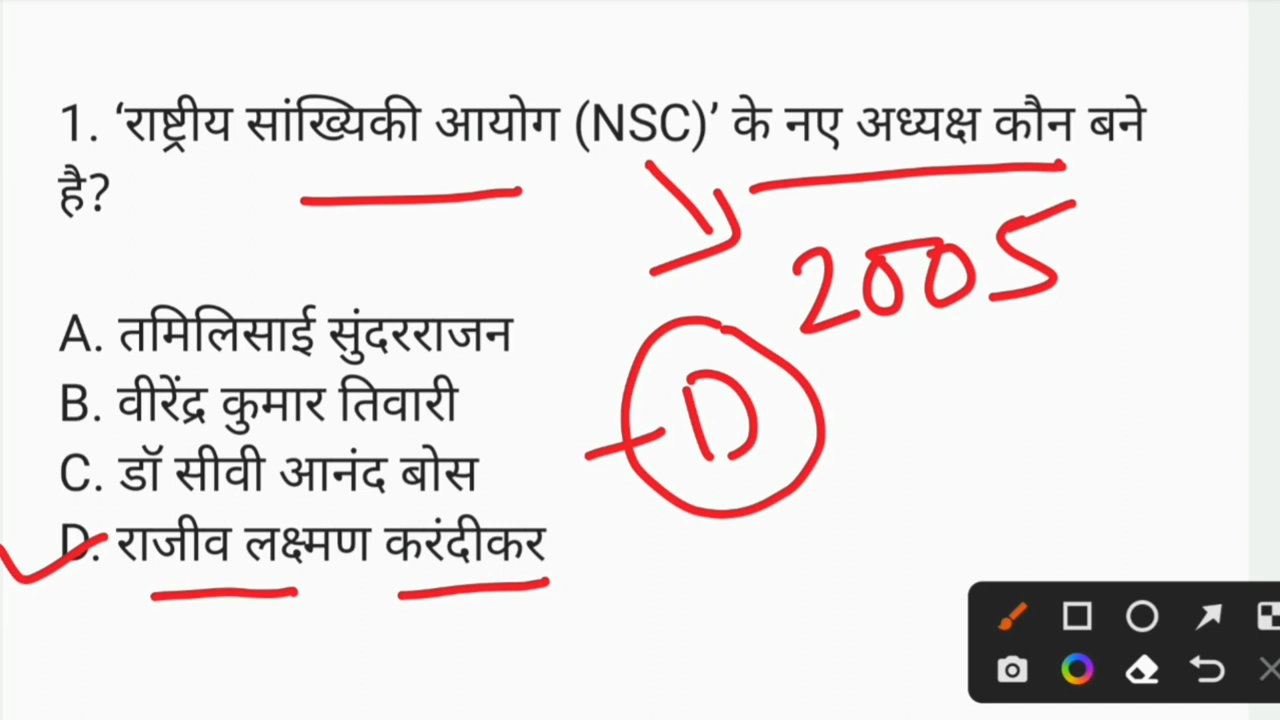 1. ‘राष्ट्रीय सांख्यिकी आयोग (NSC)’ के नए अध्यक्ष कौन बने
है?
2005
A. तमिलिसाई सुंदरराजन
B. वीरेंद्र कुमार तिवारी
D
C. डॉ सीवी आनंद बोस
D. राजीव लक्ष्मण करंदीकर